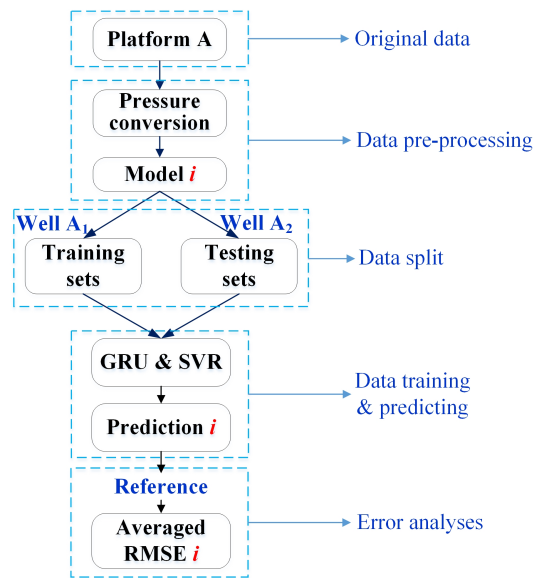 Platform A
Original data
Pressure
conversion
Data pre-processing
Model i
Well A₁
Well A₂
Training
sets
Testing
sets
Data split
GRU & SVR
Data training
& predicting
Prediction i
Reference
Averaged
RMSE i
Error analyses